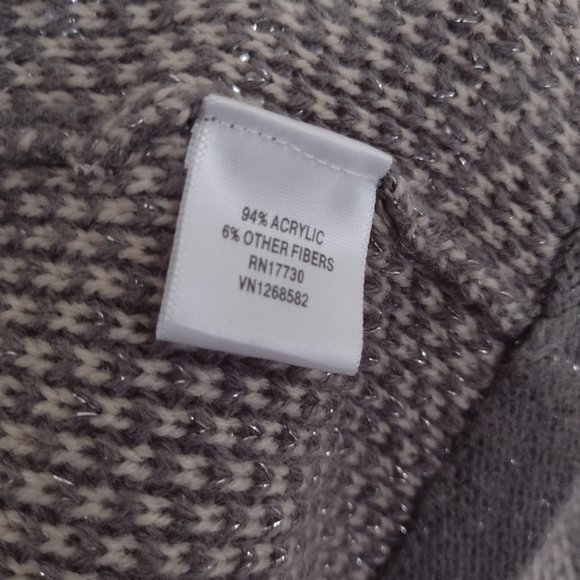 94% ACRYLIC
6% OTHER FIBERS
RN17730
VN1268582